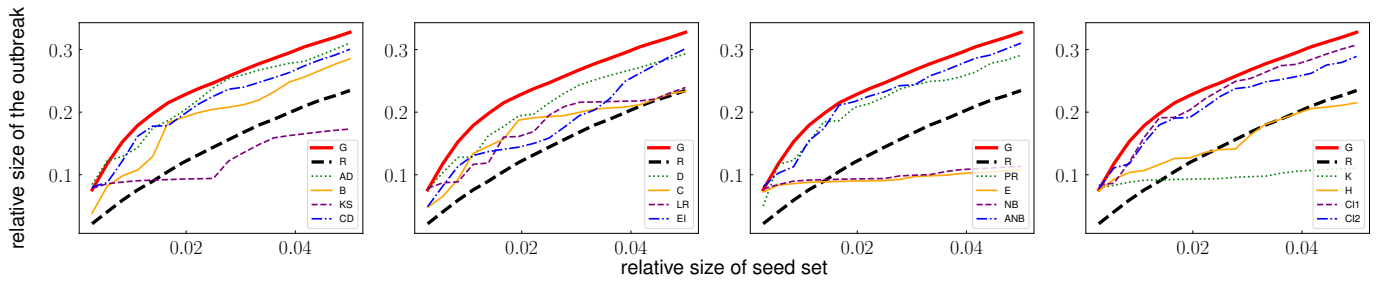 relative size of the outbreak
0.3
0.2
0.1
0.02
0.04
G
R
AD
B
KS
CD
0.3
0.2
0.1
0.02
0.04
G
R
D
C
LR
EI
0.3
0.2
0.1
0.02
0.04
G
R
PR
E
NB
ANB
0.3
0.2
0.1
0.02
0.04
G
R
K
H
CI1
CI2
relative size of seed set